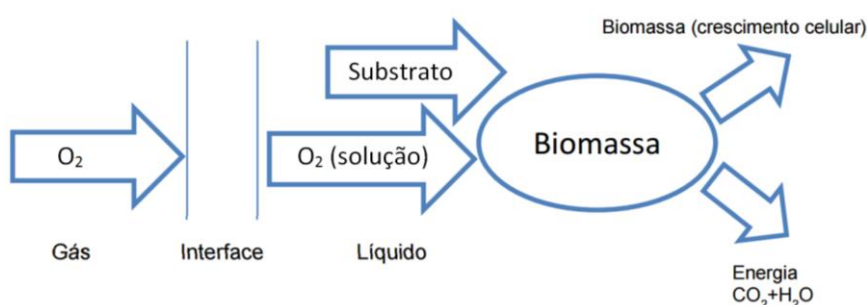 Biomassa (crescimento celular)
Substrato
O₂
O₂ (solução)
Biomassa
Gás
Interface
Líquido
Energia
CO₂+H₂O